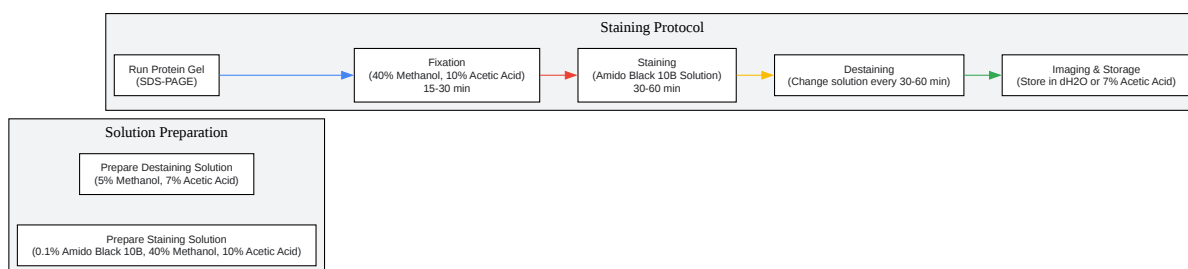 Staining Protocol
Run Protein Gel
(SDS-PAGE)
Fixation
(40% Methanol, 10% Acetic Acid)
15-30 min
Staining
(Amido Black 10B Solution)
30-60 min
Destaining
(Change solution every 30-60 min)
Imaging & Storage
(Store in dH2O or 7% Acetic Acid)
Solution Preparation
Prepare Destaining Solution
(5% Methanol, 7% Acetic Acid)
Prepare Staining Solution
(0.1% Amido Black 10B, 40% Methanol, 10% Acetic Acid)